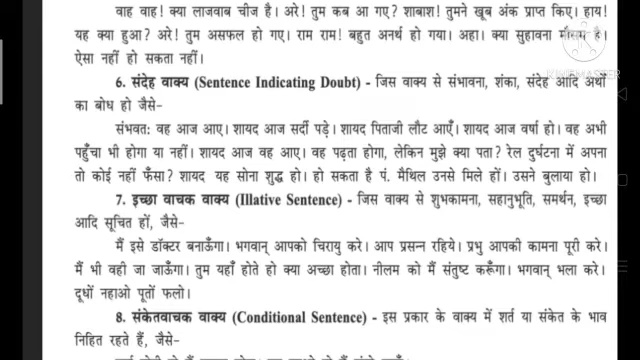 वाह वाह! क्या लाजवाब चीज है। अरे! तुम कब आ गए? शाबाश! तुमने खूब अंक प्राप्त किए। हाय!
यह क्या हुआ? अरे! तुम असफल हो गए। राम राम! बहुत अनर्थ हो गया। अहा। क्या सुहावना मौसम है।
ऐसा नहीं हो सकता नहीं।
6. संदेह वाक्य (Sentence Indicating Doubt) - जिस वाक्य से संभावना, शंका, संदेह आदि अर्थो
का बोध हो जैसे-
संभवत: वह आज आए। शायद आज सर्दी पड़े। शायद पिताजी लौट आएँ। शायद आज वर्षा हो। वह अभी
पहुँचा भी होगा या नहीं। शायद आज वह आए। वह पढ़ता होगा, लेकिन मुझे क्या पता? रेल दुर्घटना में अपना
तो कोई नहीं फँसा? शायद यह सोना शुद्ध हो। हो सकता है पं. मैथिल उनसे मिले हों। उसने बुलाया हो।
7. इच्छा वाचक वाक्य (Illative Sentence) - जिस वाक्य से शुभकामना, सहानुभूति, समर्थन, इच्छा
आदि सूचित हों, जैसे-
मैं इसे डॉक्टर बनाऊँगा। भगवान् आपको चिरायु करे। आप प्रसन्न रहिये। प्रभु आपकी कामना पूरी करे।
मैं भी वही जा जाऊँगा। तुम यहाँ होते हो क्या अच्छा होता। नीलम को मैं संतुष्ट करूँगा। भगवान् भला करे।
दूधों नहाओ पूतों फलो।
8. संकेतवाचक वाक्य (Conditional Sentence) - इस प्रकार के वाक्य में शर्त या संकेत के भाव
निहित रहते हैं, जैसे-